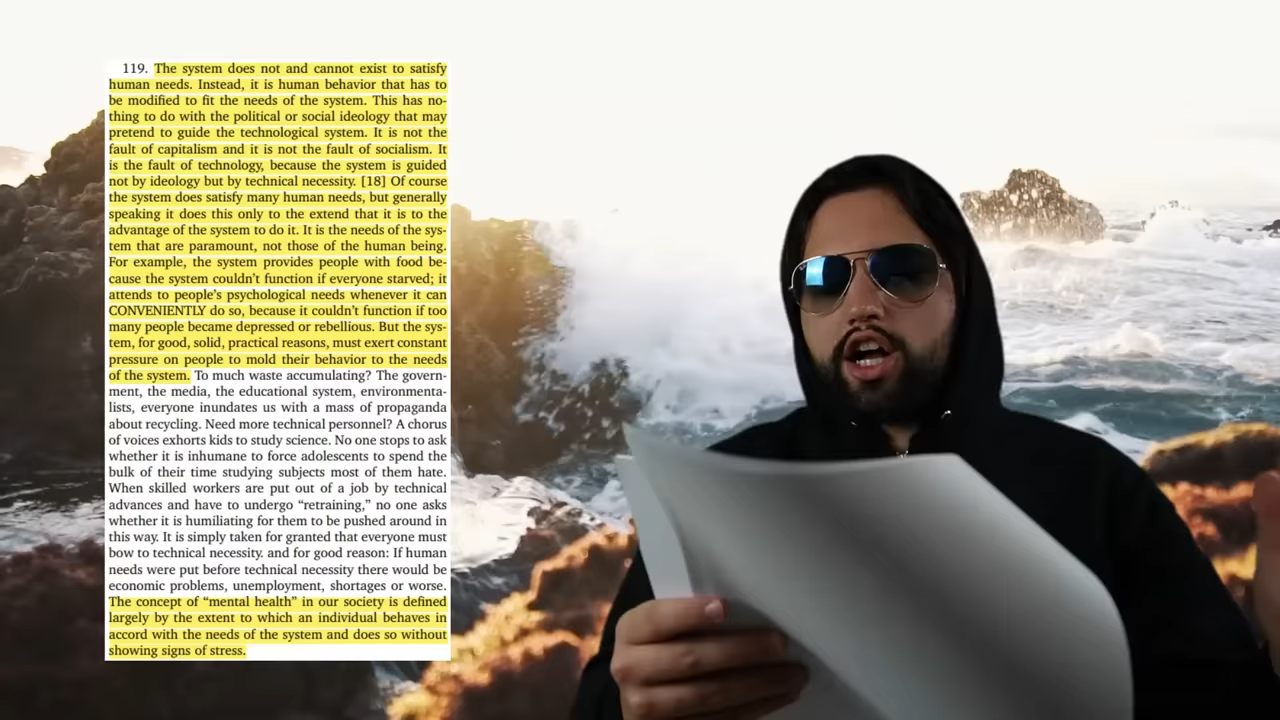 119. The system does not and cannot exist to satisfy
human needs. Instead, it is human behavior that has to
be modified to fit the needs of the system. This has no-
thing to do with the political or social ideology that may
pretend to guide the technological system. It is not the
fault of capitalism and it is not the fault of socialism. It
is the fault of technology, because the system is guided
not by ideology but by technical necessity. [18] Of course
the system does satisfy many human needs, but generally
speaking it does this only to the extend that it is to the
advantage of the system to do it. It is the needs of the sys-
tem that are paramount, not those of the human being.
For example, the system provides people with food be-
cause the system couldn't function if everyone starved; it
attends to people's psychological needs whenever it can
CONVENIENTLY do so, because it couldn't function if too
many people became depressed or rebellious. But the sys-
tem, for good, solid, practical reasons, must exert constant
pressure on people to mold their behavior to the needs
of the system. To much waste accumulating? The govern-
ment, the media, the educational system, environmenta-
lists, everyone inundates us with a mass of propaganda
about recycling. Need more technical personnel? A chorus
of voices exhorts kids to study science. No one stops to ask
whether it is inhumane to force adolescents to spend the
bulk of their time studying subjects most of them hate.
When skilled workers are put out of a job by technical
advances and have to undergo “retraining,” no one asks
whether it is humiliating for them to be pushed around in
this way. It is simply taken for granted that everyone must
bow to technical necessity. and for good reason: If human
needs were put before technical necessity there would be
economic problems, unemployment, shortages or worse.
The concept of “mental health” in our society is defined
largely by the extent to which an individual behaves in
accord with the needs of the system and does so without
showing signs of stress.